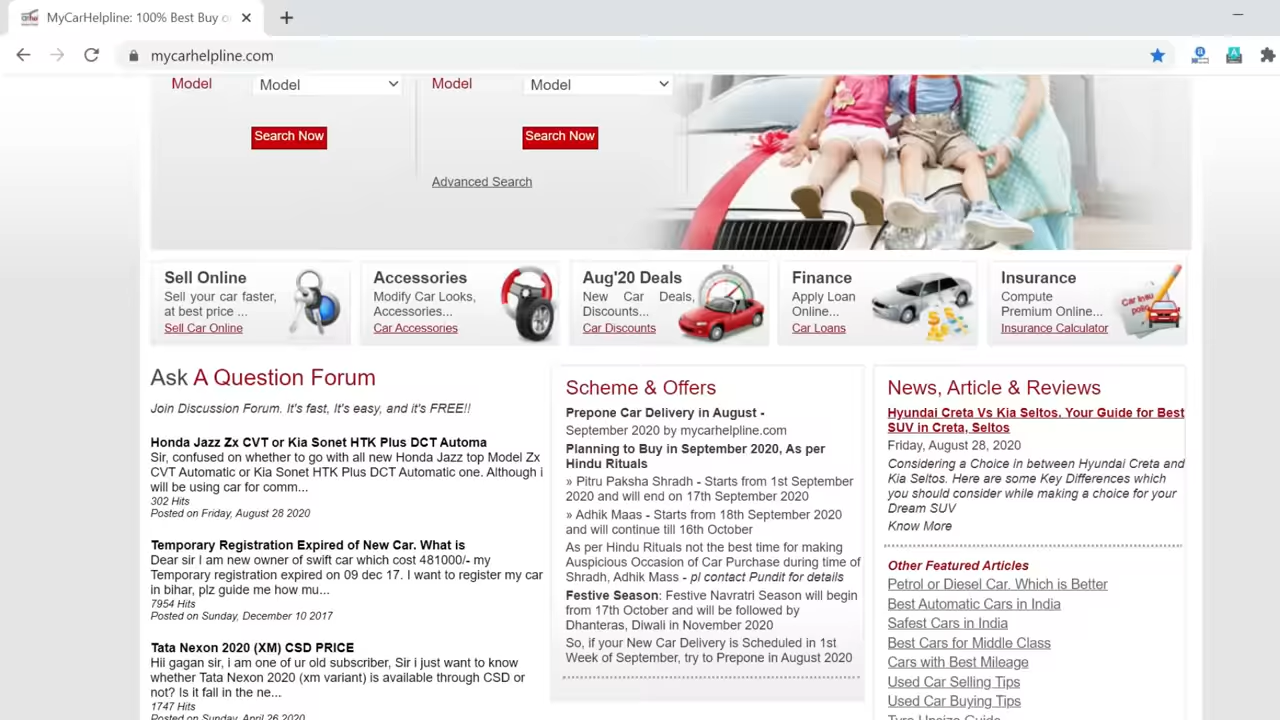 MyCarHelpline: 100% Best Buy
mycarhelpline.com
Model
Model
Model
Model
Search Now
Search Now
Advanced Search
Sell Online
Sell your car faster,
at best price ...
Sell Car Online
Accessories
Modify Car Looks,
Accessories...
Car Accessories
Aug'20 Deals
New Car Deals,
Discounts...
Car Discounts
Finance
Apply Loan
Online...
Car Loans
Insurance
Compute
Premium Online...
Insurance Calculator
Ask A Question Forum
Join Discussion Forum. It's fast, It's easy, and it's FREE!!
Honda Jazz Zx CVT or Kia Sonet HTK Plus DCT Automa
Sir, confused on whether to go with all new Honda Jazz top Model Zx
CVT Automatic or Kia Sonet HTK Plus DCT Automatic one. Although i
will be using car for comm...
302 Hits
Posted on Friday, August 28 2020
Temporary Registration Expired of New Car. What is
Dear sir I am new owner of swift car which cost 481000/- my
Temporary registration expired on 09 dec 17. I want to register my car
in bihar, plz guide me how mu...
7954 Hits
Posted on Sunday, December 10 2017
Tata Nexon 2020 (XM) CSD PRICE
Hii gagan sir, i am one of ur old subscriber, Sir i just want to know
whether Tata Nexon 2020 (xm variant) is available through CSD or
not? Is it fall in the ne...
1747 Hits
Posted on Sunday, April 26 2020
Scheme & Offers
Prepone Car Delivery in August -
September 2020 by mycarhelpline.com
Planning to Buy in September 2020, As per
Hindu Rituals
» Pitru Paksha Shradh - Starts from 1st September
2020 and will end on 17th September 2020
» Adhik Maas - Starts from 18th September 2020
and will continue till 16th October
As per Hindu Rituals not the best time for making
Auspicious Occasion of Car Purchase during time of
Shradh, Adhik Mass - pl contact Pundit for details
Festive Season: Festive Navratri Season will begin
from 17th October and will be followed by
Dhanteras, Diwali in November 2020
So, if your New Car Delivery is Scheduled in 1st
Week of September, try to Prepone in August 2020
News, Article & Reviews
Hyundai Creta Vs Kia Seltos. Your Guide for Best
SUV in Creta, Seltos
Friday, August 28, 2020
Considering a Choice in between Hyundai Creta and
Kia Seltos. Here are some Key Differences which
you should consider while making a choice for your
Dream SUV
Know More
Other Featured Articles
Petrol or Diesel Car. Which is Better
Best Automatic Cars in India
Safest Cars in India
Best Cars for Middle Class
Cars with Best Mileage
Used Car Selling Tips
Used Car Buying Tips
Tyre Upsize Guide